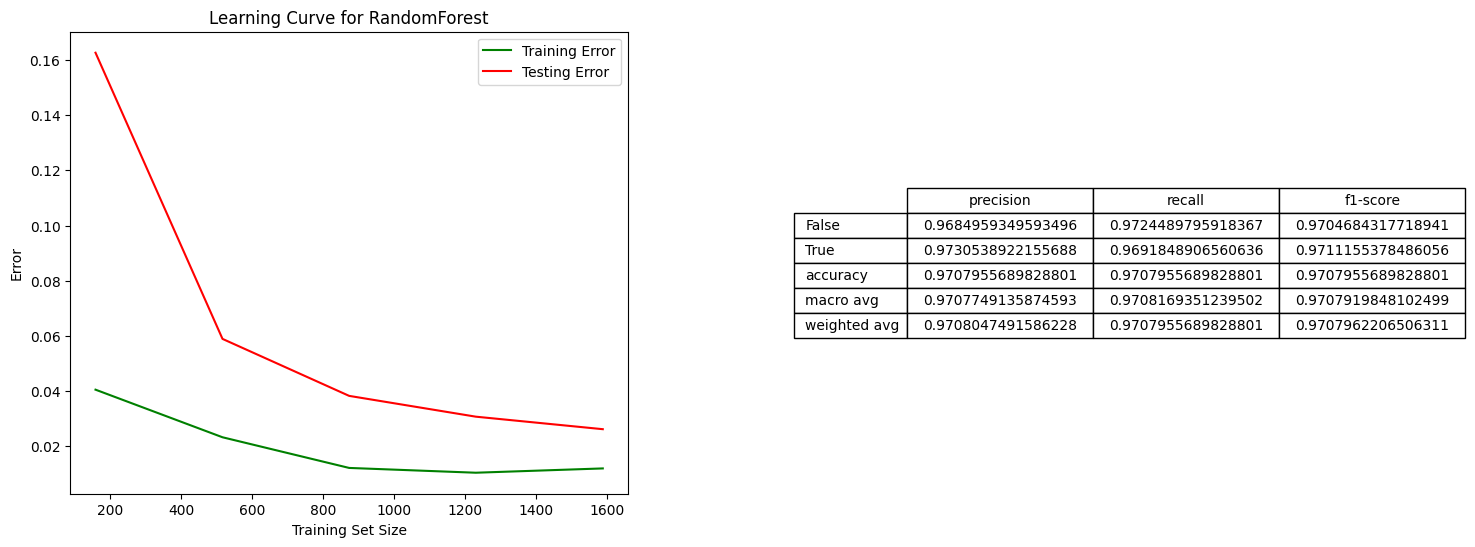 Learning Curve for RandomForest
Training Error
Testing Error
0.16
0.14
0.12
0.10
0.08
0.06
0.04
0.02
Error
200 400 600 800 1000 1200 1400 1600
Training Set Size
precision recall f1-score
False 0.9684959349593496 0.9724489795918367 0.9704684317718941
True 0.9730538922155688 0.9691848906560636 0.9711155378486056
accuracy 0.9707955689828801 0.9707955689828801 0.9707955689828801
macro avg 0.9707749135874593 0.9708169351239502 0.9707919848102499
weighted avg 0.9708047491586228 0.9707955689828801 0.9707962206506311